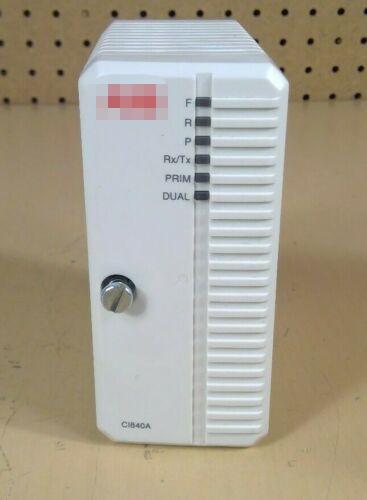 F
R
P
Rx/Tx
PRIM
DUAL
CI840A